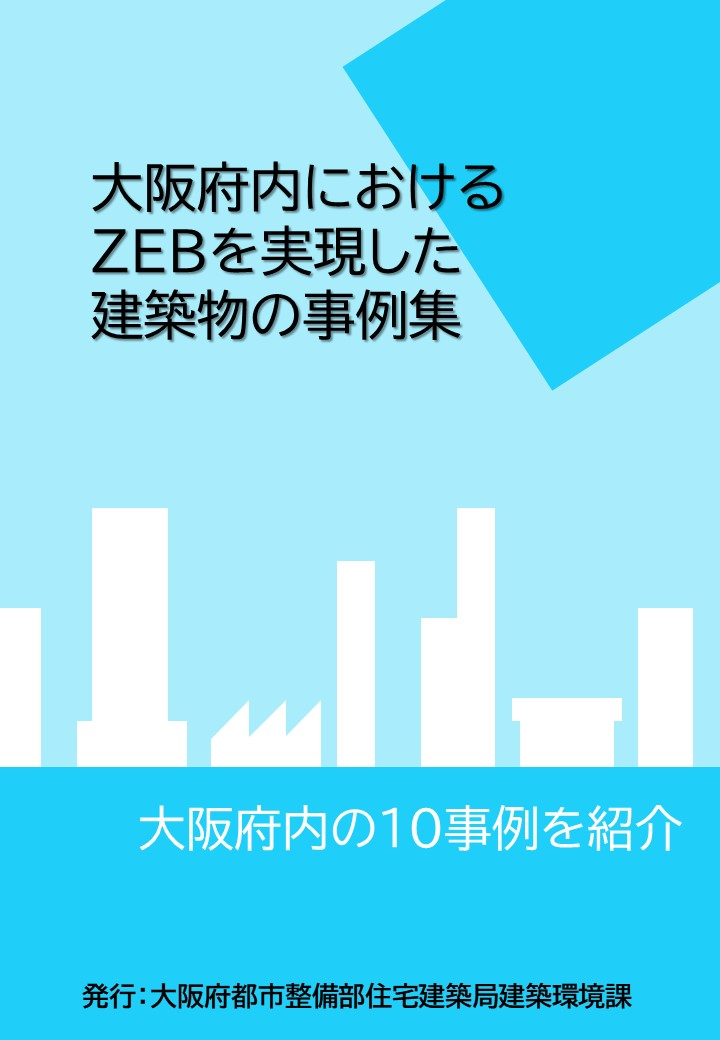 大阪府内における
ZEBを実現した
建築物の事例集
大阪府内の10事例を紹介
発行：大阪府都市整備部住宅建築局建築環境課